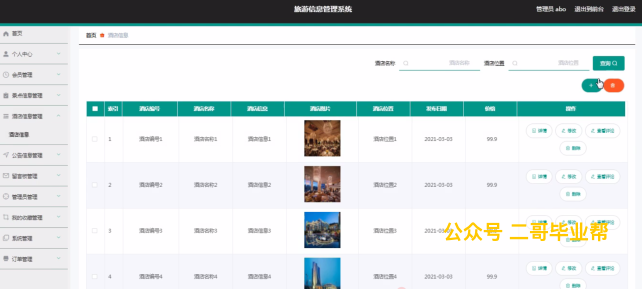 旅游信息管理系统
管理员 abo 退出到前台 退出登录
首页
个人中心
会员管理
景点信息管理
酒店信息管理
酒店信息
公告信息管理
留言板管理
管理员管理
我的收藏管理
系统管理
订单管理
首页 酒店信息
酒店名称 酒店名称 酒店位置 酒店位置 查询
索引 酒店编号 酒店名称 酒店信息 酒店图片 酒店位置 发布日期 价格 操作
1 酒店编号1 酒店名称1 酒店信息1 酒店位置1 2021-03-03 99.9 详情 修改 查看评论
删除
2 酒店编号2 酒店名称2 酒店信息2 酒店位置2 2021-03-03 99.9 详情 修改 查看评论
删除
3 酒店编号3 酒店名称3 酒店信息3 酒店位置3 2021-03-03 99.9 详情 修改 查看评论
删除
4 酒店编号4 酒店名称4 酒店信息4 酒店位置4 2021-03-03 99.9 详情 修改 查看评论
删除
公众号 二哥毕业帮